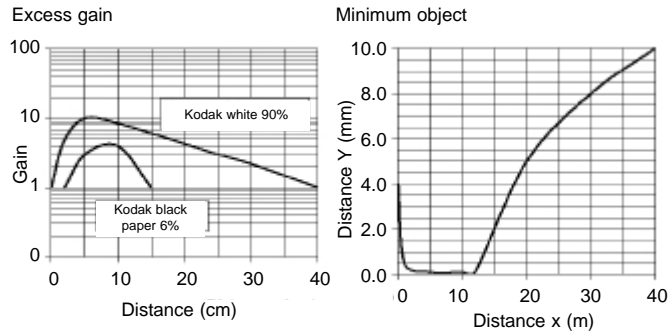 Excess gain
100
10
1
0
Gain
Kodak white 90%
Kodak black
paper 6%
0 10 20 30 40
Distance (cm)
Minimum object
10.0
8.0
6.0
4.0
2.0
0.0
Distance Y (mm)
0 10 20 30 40
Distance x (m)